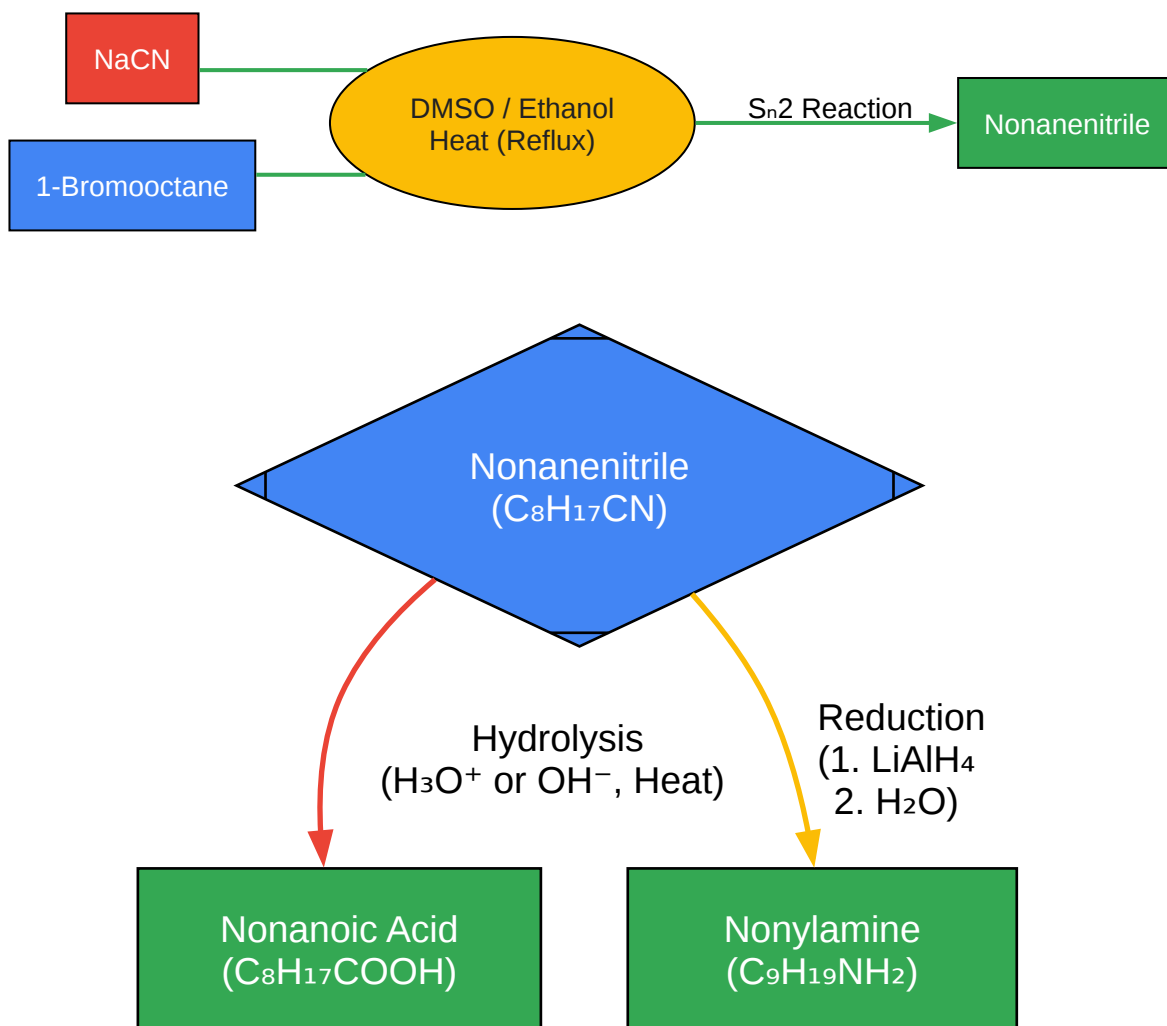 NaCN
1-Bromooctane
DMSO / Ethanol
Heat (Reflux)
Sₙ2 Reaction
Nonanenitrile
Nonanenitrile
(C₈H₁₇CN)
Hydrolysis
(H₃O⁺ or OH⁻, Heat)
Reduction
(1. LiAlH₄
2. H₂O)
Nonanoic Acid
(C₈H₁₇COOH)
Nonylamine
(C₉H₁₉NH₂)